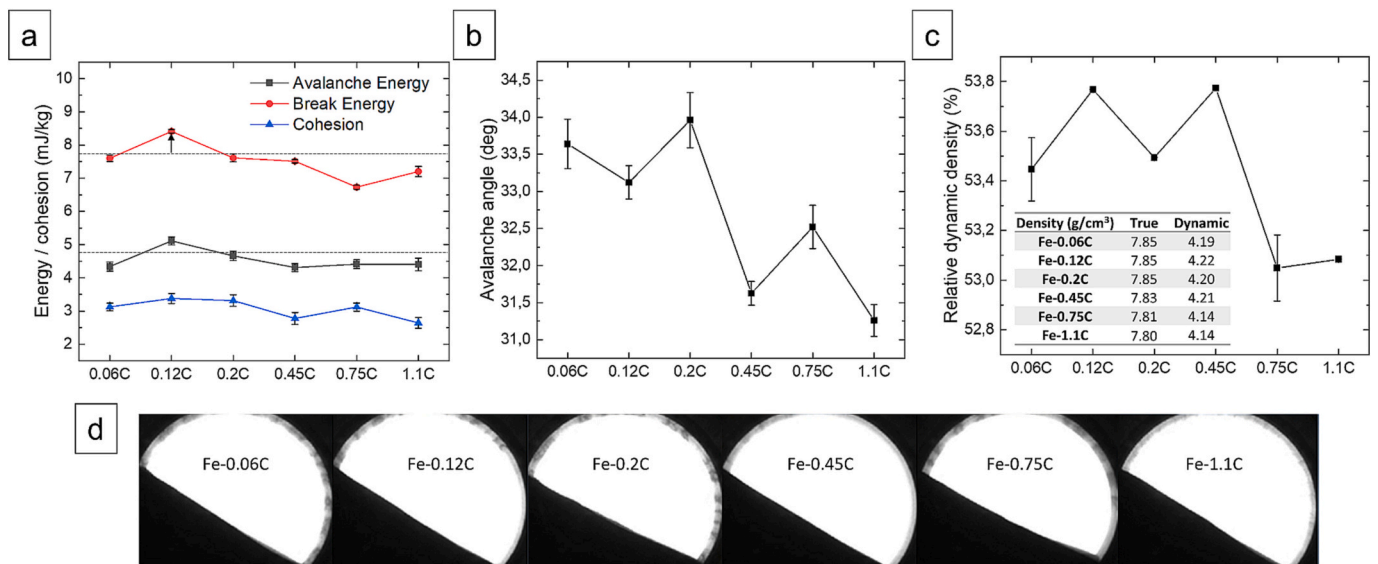 a
Energy / cohesion (mJ/kg)
10
9
8
7
6
5
4
3
2
Avalanche Energy
Break Energy
Cohesion
0.06C 0.12C 0.2C 0.45C 0.75C 1.1C
b
Avalanche angle (deg)
34,5
34,0
33,5
33,0
32,5
32,0
31,5
31,0
0.06C 0.12C 0.2C 0.45C 0.75C 1.1C
c
Relative dynamic density (%)
53,8
53,6
53,4
53,2
53,0
52,8
Density (g/cm³) True Dynamic
Fe-0.06C 7.85 4.19
Fe-0.12C 7.85 4.22
Fe-0.2C 7.85 4.20
Fe-0.45C 7.83 4.21
Fe-0.75C 7.81 4.14
Fe-1.1C 7.80 4.14
0.06C 0.12C 0.2C 0.45C 0.75C 1.1C
d
Fe-0.06C Fe-0.12C Fe-0.2C Fe-0.45C Fe-0.75C Fe-1.1C